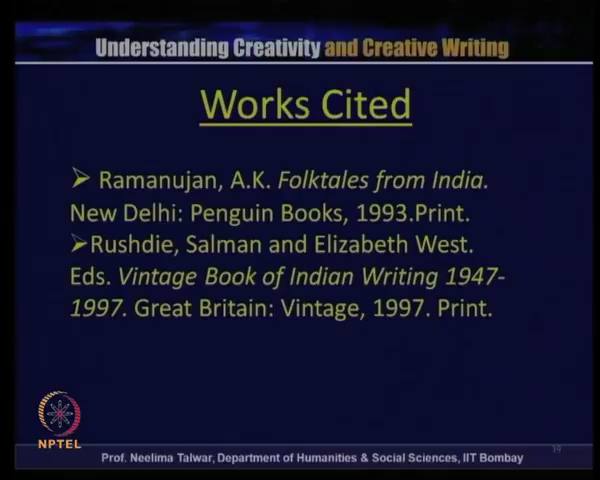 Understanding Creativity and Creative Writing
Works Cited
➢ Ramanujan, A.K. Folktales from India.
New Delhi: Penguin Books, 1993.Print.
➢Rushdie, Salman and Elizabeth West.
Eds. Vintage Book of Indian Writing 1947-
1997. Great Britain: Vintage, 1997. Print.
NPTEL
19
Prof. Neelima Talwar, Department of Humanities & Social Sciences, IIT Bombay